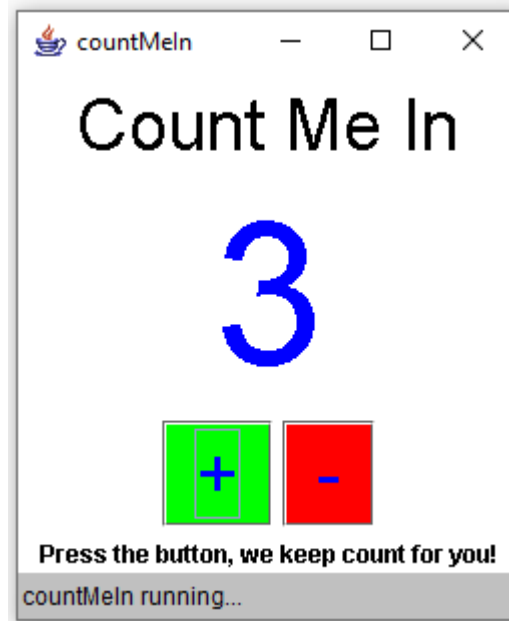 countMeIn
Count Me In
3
+ -
Press the button, we keep count for you!
countMeIn running...